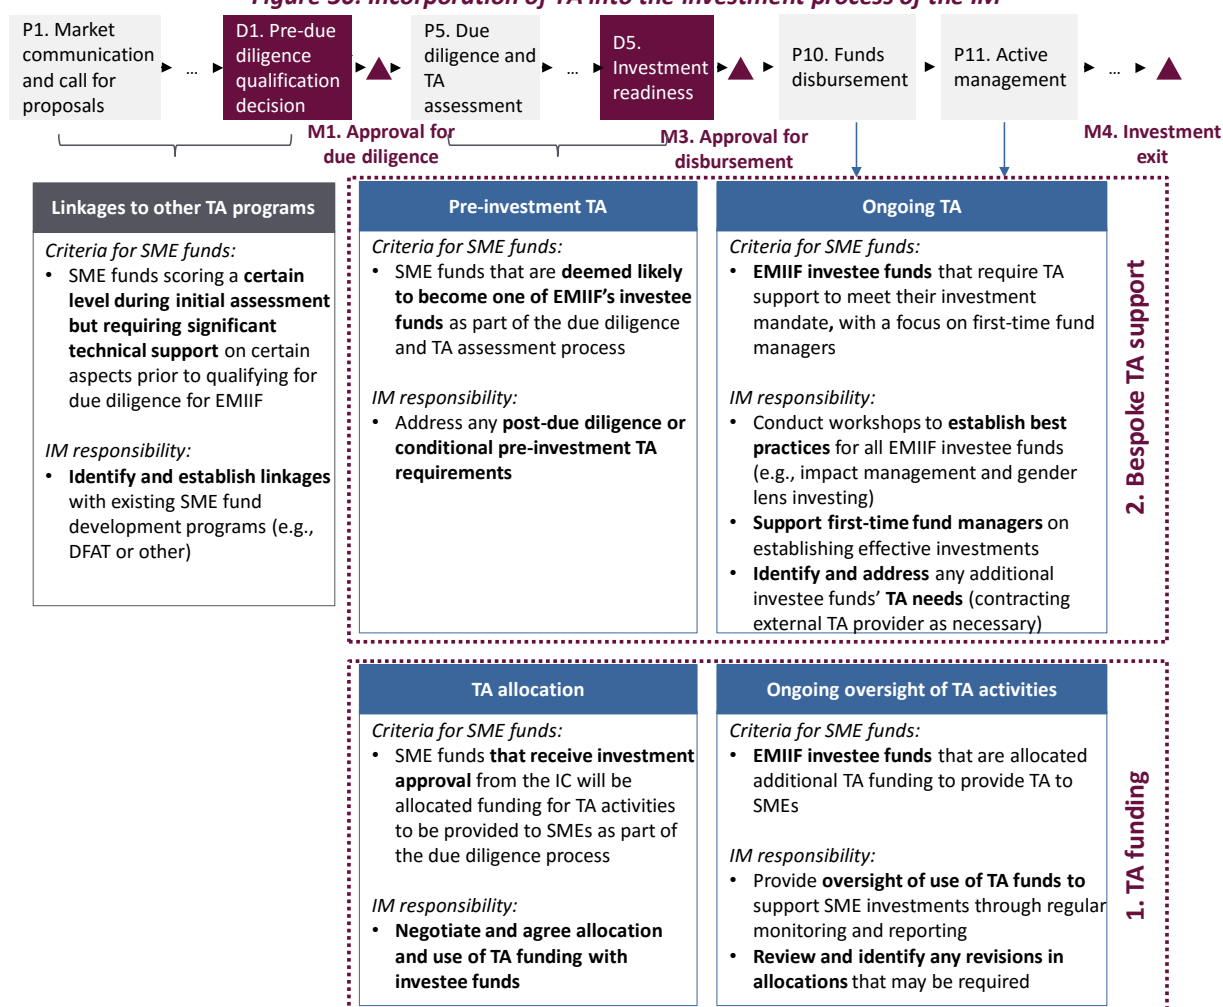 Figure 30: Incorporation of TA into the investment process of the IM
P1. Market
communication
and call for
proposals
...
D1. Pre-due
diligence
qualification
decision
P5. Due
diligence and
TA
assessment
...
D5.
Investment
readiness
P10. Funds
disbursement
P11. Active
management
...
M1. Approval for
due diligence
M3. Approval for
disbursement
M4. Investment
exit
Linkages to other TA programs
Criteria for SME funds:
• SME funds scoring a certain
level during initial assessment
but requiring significant
technical support on certain
aspects prior to qualifying for
due diligence for EMIIF
IM responsibility:
• Identify and establish linkages
with existing SME fund
development programs (e.g.,
DFAT or other)
Pre-investment TA
Criteria for SME funds:
• SME funds that are deemed likely
to become one of EMIIF's investee
funds as part of the due diligence
and TA assessment process
IM responsibility:
• Address any post-due diligence or
conditional pre-investment TA
requirements
Ongoing TA
Criteria for SME funds:
• EMIIF investee funds that require TA
support to meet their investment
mandate, with a focus on first-time fund
managers
IM responsibility:
• Conduct workshops to establish best
practices for all EMIIF investee funds
(e.g., impact management and gender
lens investing)
• Support first-time fund managers on
establishing effective investments
• Identify and address any additional
investee funds' TA needs (contracting
external TA provider as necessary)
2. Bespoke TA support
TA allocation
Criteria for SME funds:
• SME funds that receive investment
approval from the IC will be
allocated funding for TA activities
to be provided to SMEs as part of
the due diligence process
IM responsibility:
• Negotiate and agree allocation
and use of TA funding with
investee funds
Ongoing oversight of TA activities
Criteria for SME funds:
• EMIIF investee funds that are allocated
additional TA funding to provide TA to
SMEs
IM responsibility:
• Provide oversight of use of TA funds to
support SME investments through regular
monitoring and reporting
• Review and identify any revisions in
allocations that may be required
1. TA funding